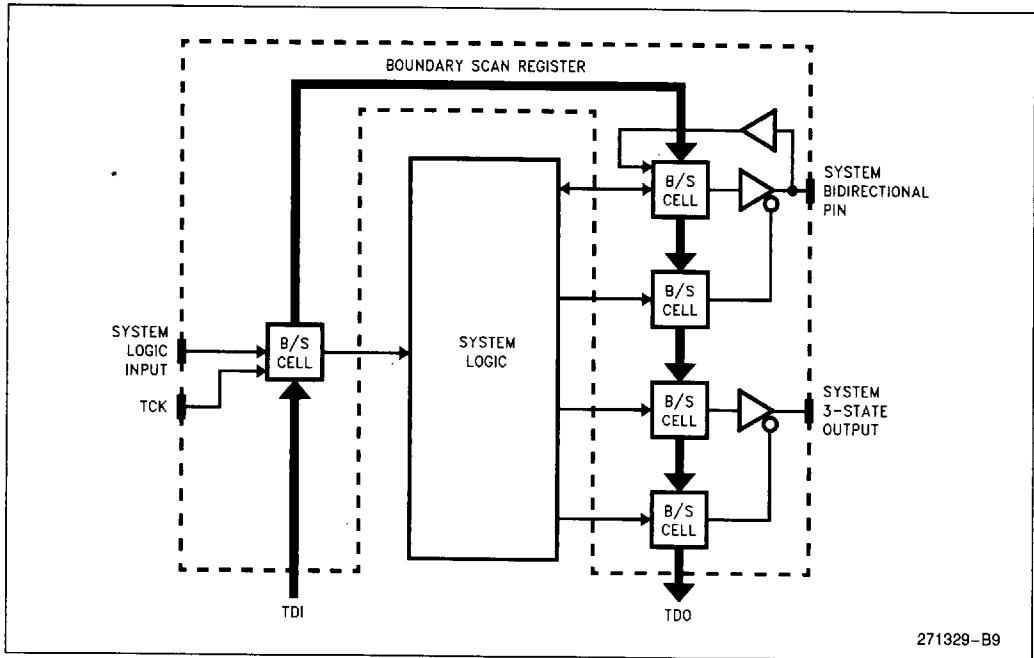 BOUNDARY SCAN REGISTER
B/S
CELL
SYSTEM
BIDIRECTIONAL
PIN
B/S
CELL
SYSTEM
LOGIC
INPUT
TCK
B/S
CELL
SYSTEM
LOGIC
B/S
CELL
SYSTEM
3-STATE
OUTPUT
B/S
CELL
TDI
TDO
271329-B9